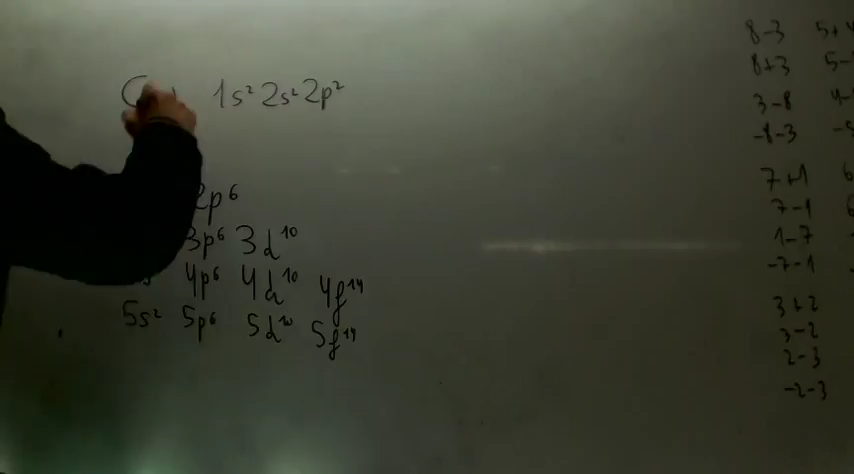 C 1s² 2s² 2p²
2p⁶
3p⁶ 3d¹⁰
4p⁶ 4d¹⁰ 4f¹⁴
5s² 5p⁶ 5d¹⁰ 5f¹⁴
8-3
8+3
3-8
-8-3
7+1
7-1
1-7
-7-1
3+2
3-2
2-3
-2-3